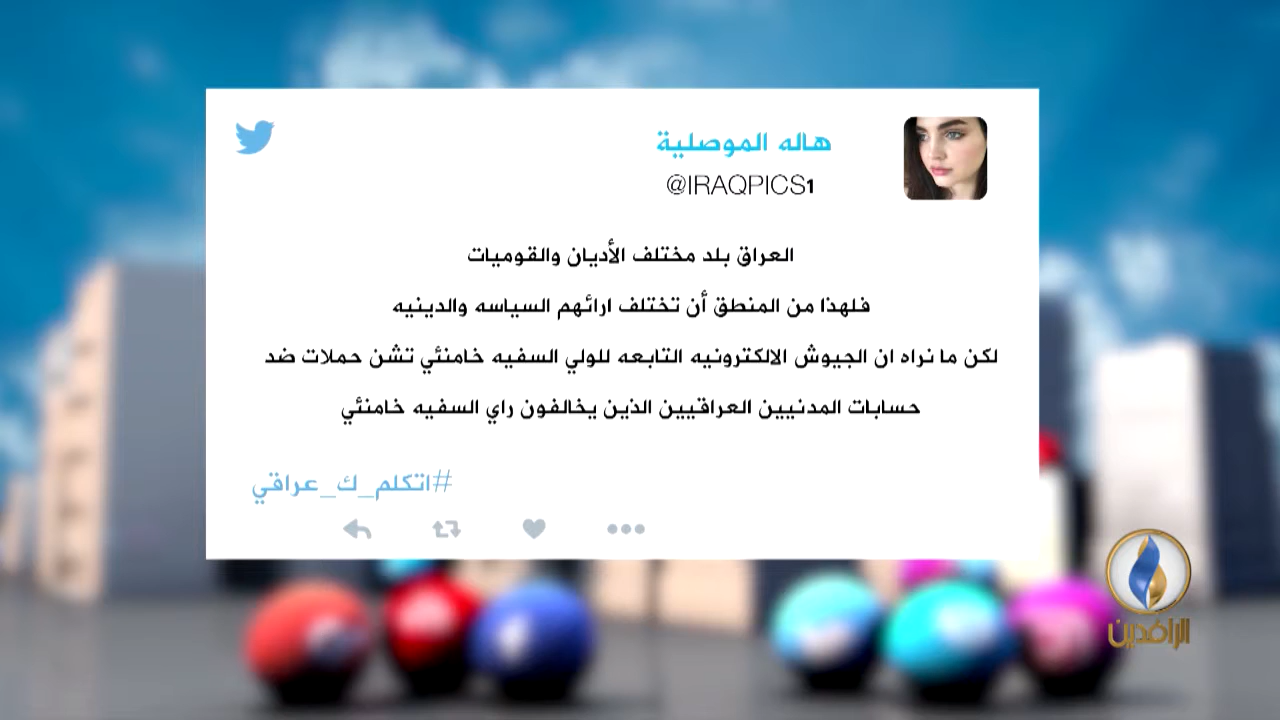 هاله الموصلية
@IRAQPICS1
العراق بلد مختلف الأديان والقوميات
فلهذا من المنطق أن تختلف ارائهم السياسه والدينيه
لكن ما نراه ان الجيوش الالكترونيه التابعه للولي السفيه خامنئي تشن حملات ضد
حسابات المدنيين العراقيين الذين يخالفون راي السفيه خامنئي
#اتكلم_ك_عراقي
الرافدين